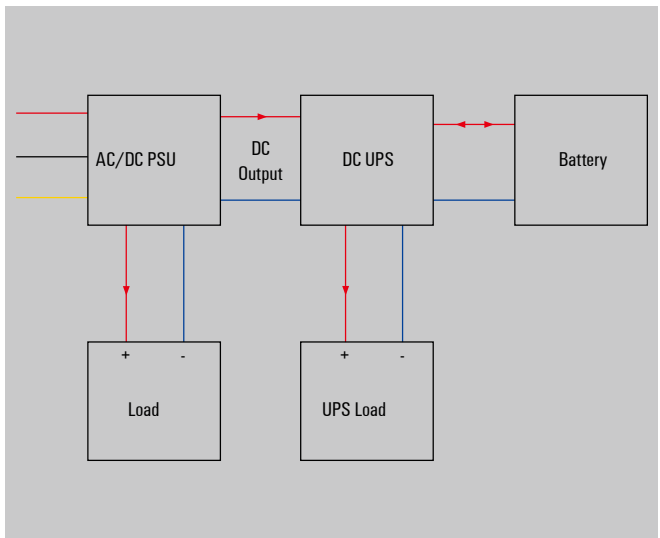 AC/DC PSU
DC
Output
DC UPS
Battery
+ -
Load
+ -
UPS Load